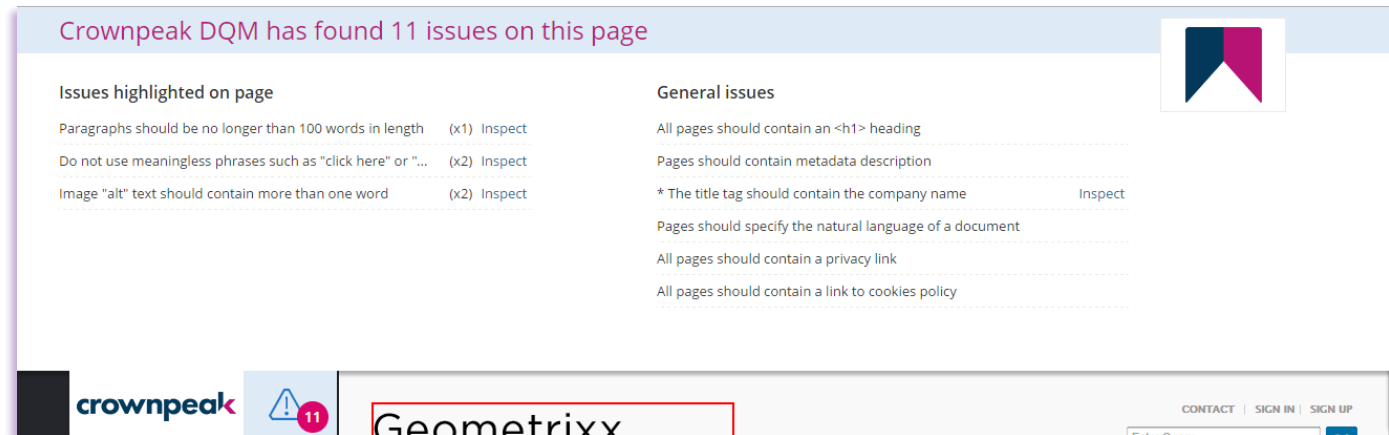 Crownpeak DQM has found 11 issues on this page
Issues highlighted on page
Paragraphs should be no longer than 100 words in length (x1) Inspect
Do not use meaningless phrases such as "click here" or "... (x2) Inspect
Image "alt" text should contain more than one word (x2) Inspect
General issues
All pages should contain an <h1> heading
Pages should contain metadata description
* The title tag should contain the company name Inspect
Pages should specify the natural language of a document
All pages should contain a privacy link
All pages should contain a link to cookies policy
crownpeak
11
Geometrixx
CONTACT | SIGN IN | SIGN UP